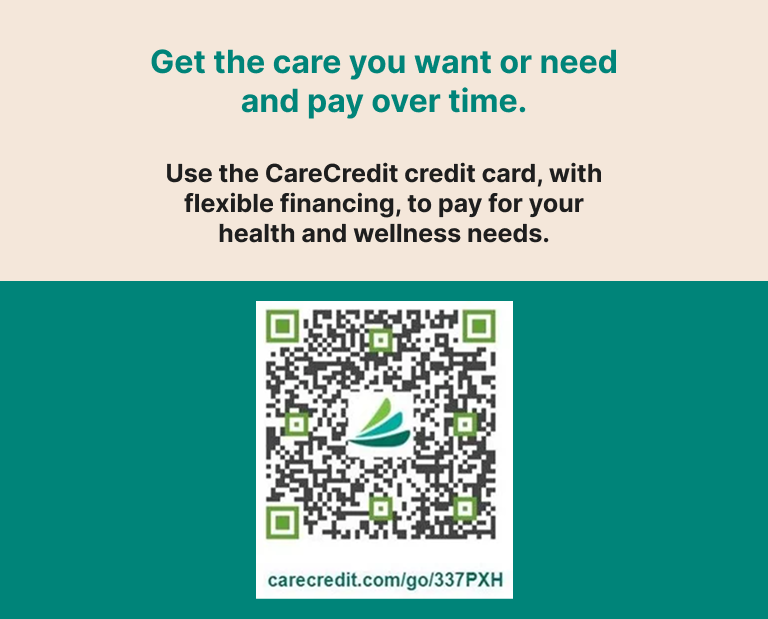 Get the care you want or need
and pay over time.
Use the CareCredit credit card, with
flexible financing, to pay for your
health and wellness needs.
carecredit.com/go/337PXH